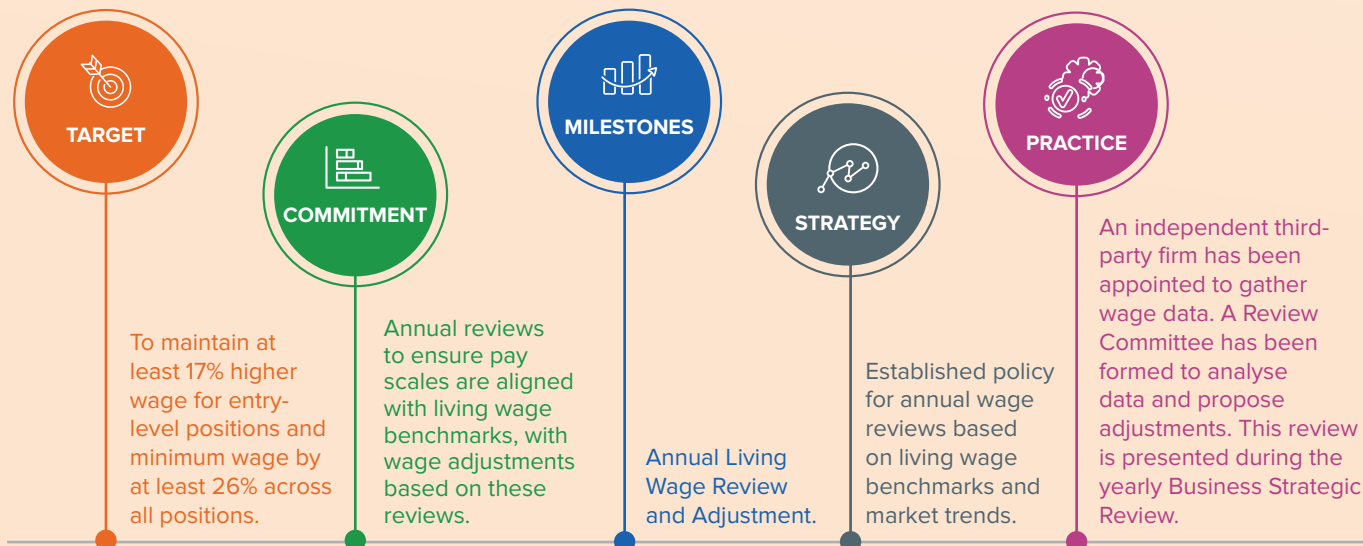 TARGET
To maintain at
least 17% higher
wage for entry-
level positions and
minimum wage by
at least 26% across
all positions.
COMMITMENT
Annual reviews
to ensure pay
scales are aligned
with living wage
benchmarks, with
wage adjustments
based on these
reviews.
MILESTONES
Annual Living
Wage Review
and Adjustment.
STRATEGY
Established policy
for annual wage
reviews based
on living wage
benchmarks and
market trends.
PRACTICE
An independent third-
party firm has been
appointed to gather
wage data. A Review
Committee has been
formed to analyse
data and propose
adjustments. This review
is presented during the
yearly Business Strategic
Review.